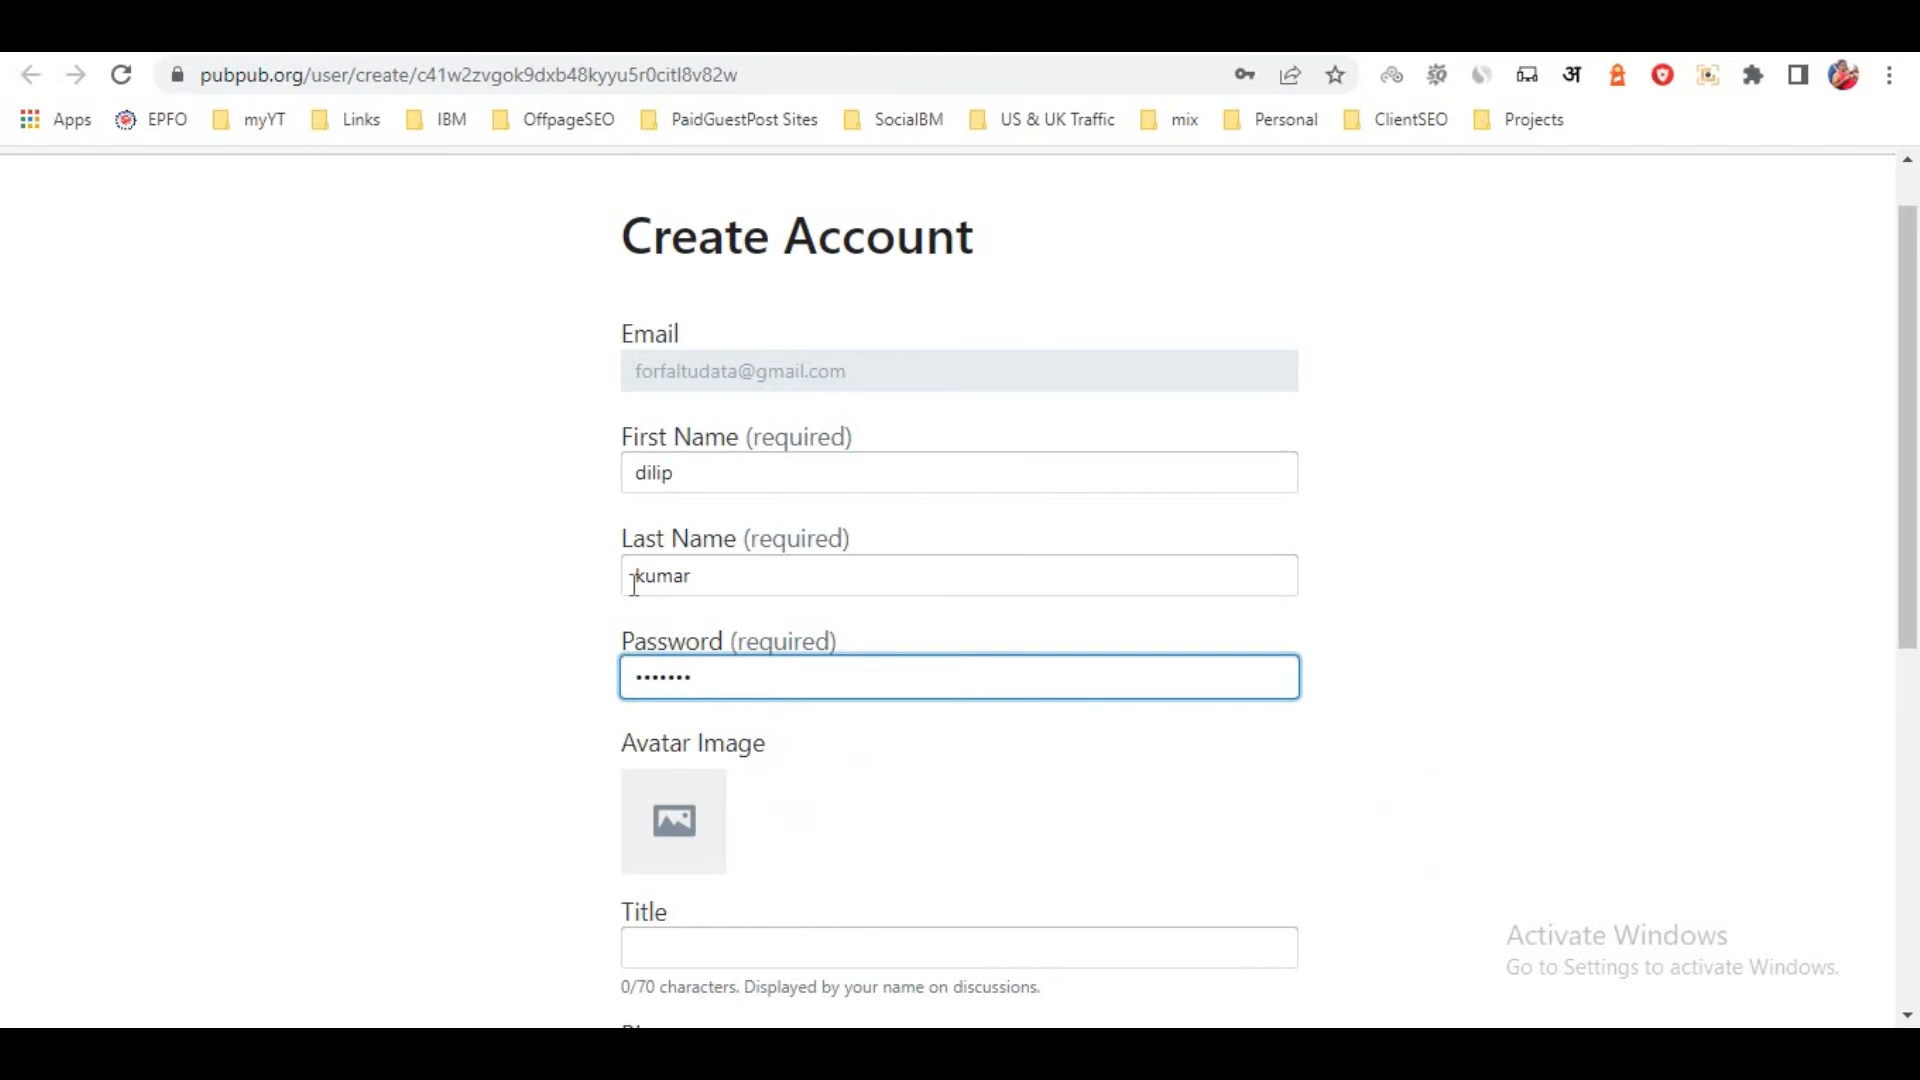 pubpub.org/user/create/c41w2zvgok9dxb48kyyu5r0citl8v82w
अ
Apps EPFO myYT Links IBM OffpageSEO PaidGuestPost Sites SocialBM US & UK Traffic mix Personal ClientSEO Projects
Create Account
Email
forfaltudata@gmail.com
First Name (required)
dilip
Last Name (required)
kumar
Password (required)
•••••••
Avatar Image
Title
0/70 characters. Displayed by your name on discussions.
Activate Windows
Go to Settings to activate Windows.